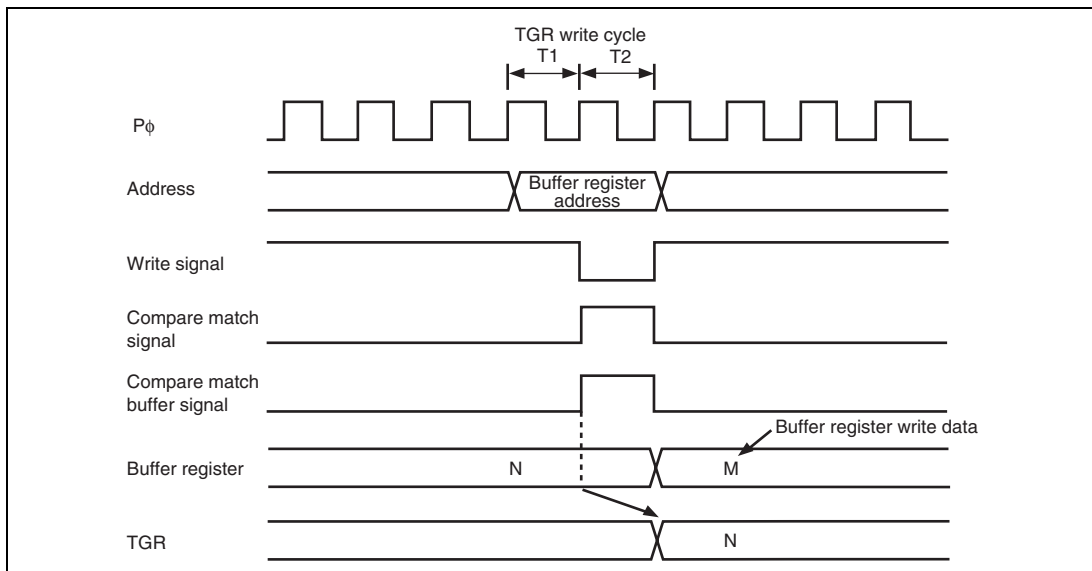 TGR write cycle
T1 T2
Pϕ
Address
Buffer register
address
Write signal
Compare match
signal
Compare match
buffer signal
Buffer register write data
Buffer register
N M
TGR
N